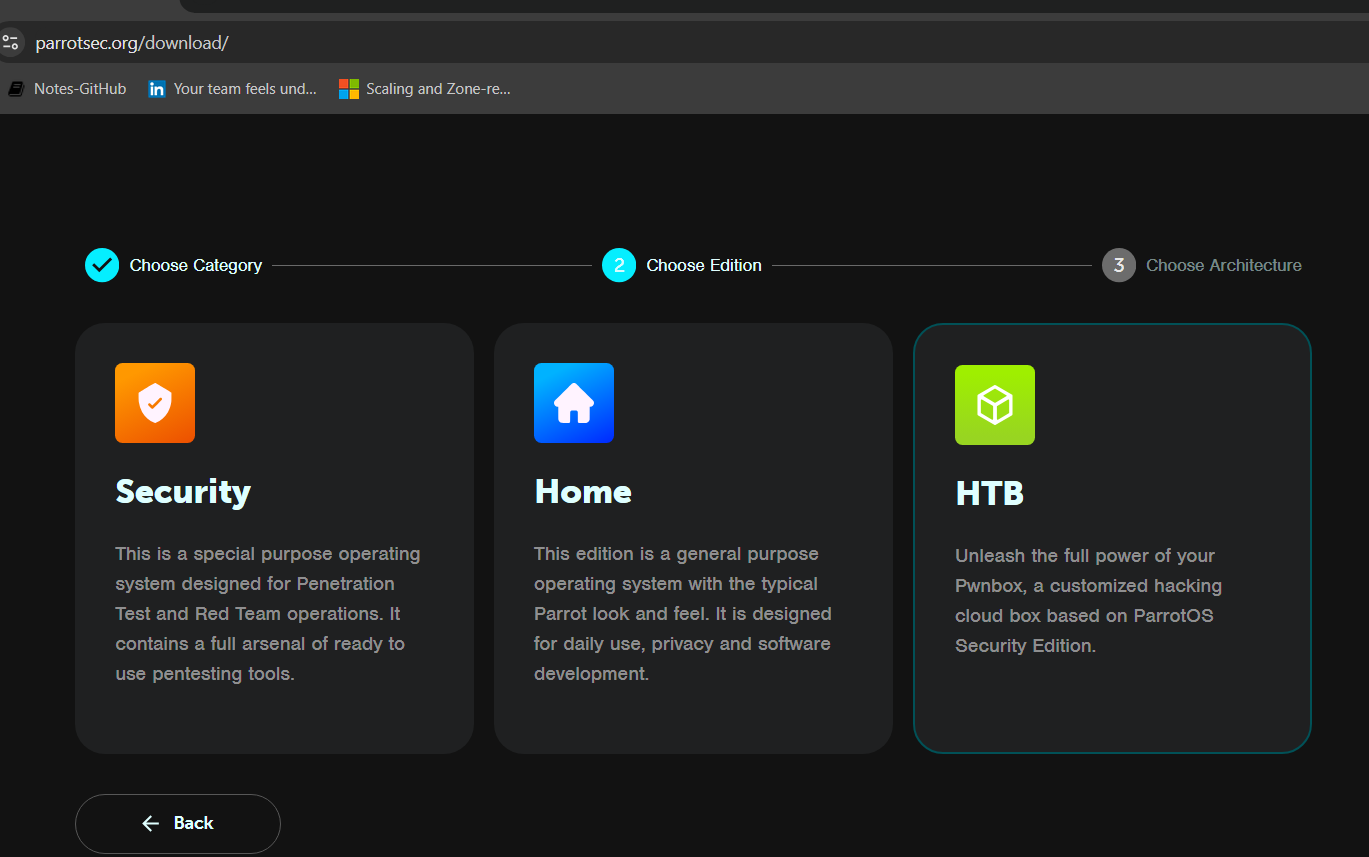 parrotsec.org/download/
Notes-GitHub
in
Your team feels und...
Scaling and Zone-re...
Choose Category
2
Choose Edition
3
Choose Architecture
Security
This is a special purpose operating
system designed for Penetration
Test and Red Team operations. It
contains a full arsenal of ready to
use pentesting tools.
Home
This edition is a general purpose
operating system with the typical
Parrot look and feel. It is designed
for daily use, privacy and software
development.
HTB
Unleash the full power of your
Pwnbox, a customized hacking
cloud box based on ParrotOS
Security Edition.
Back